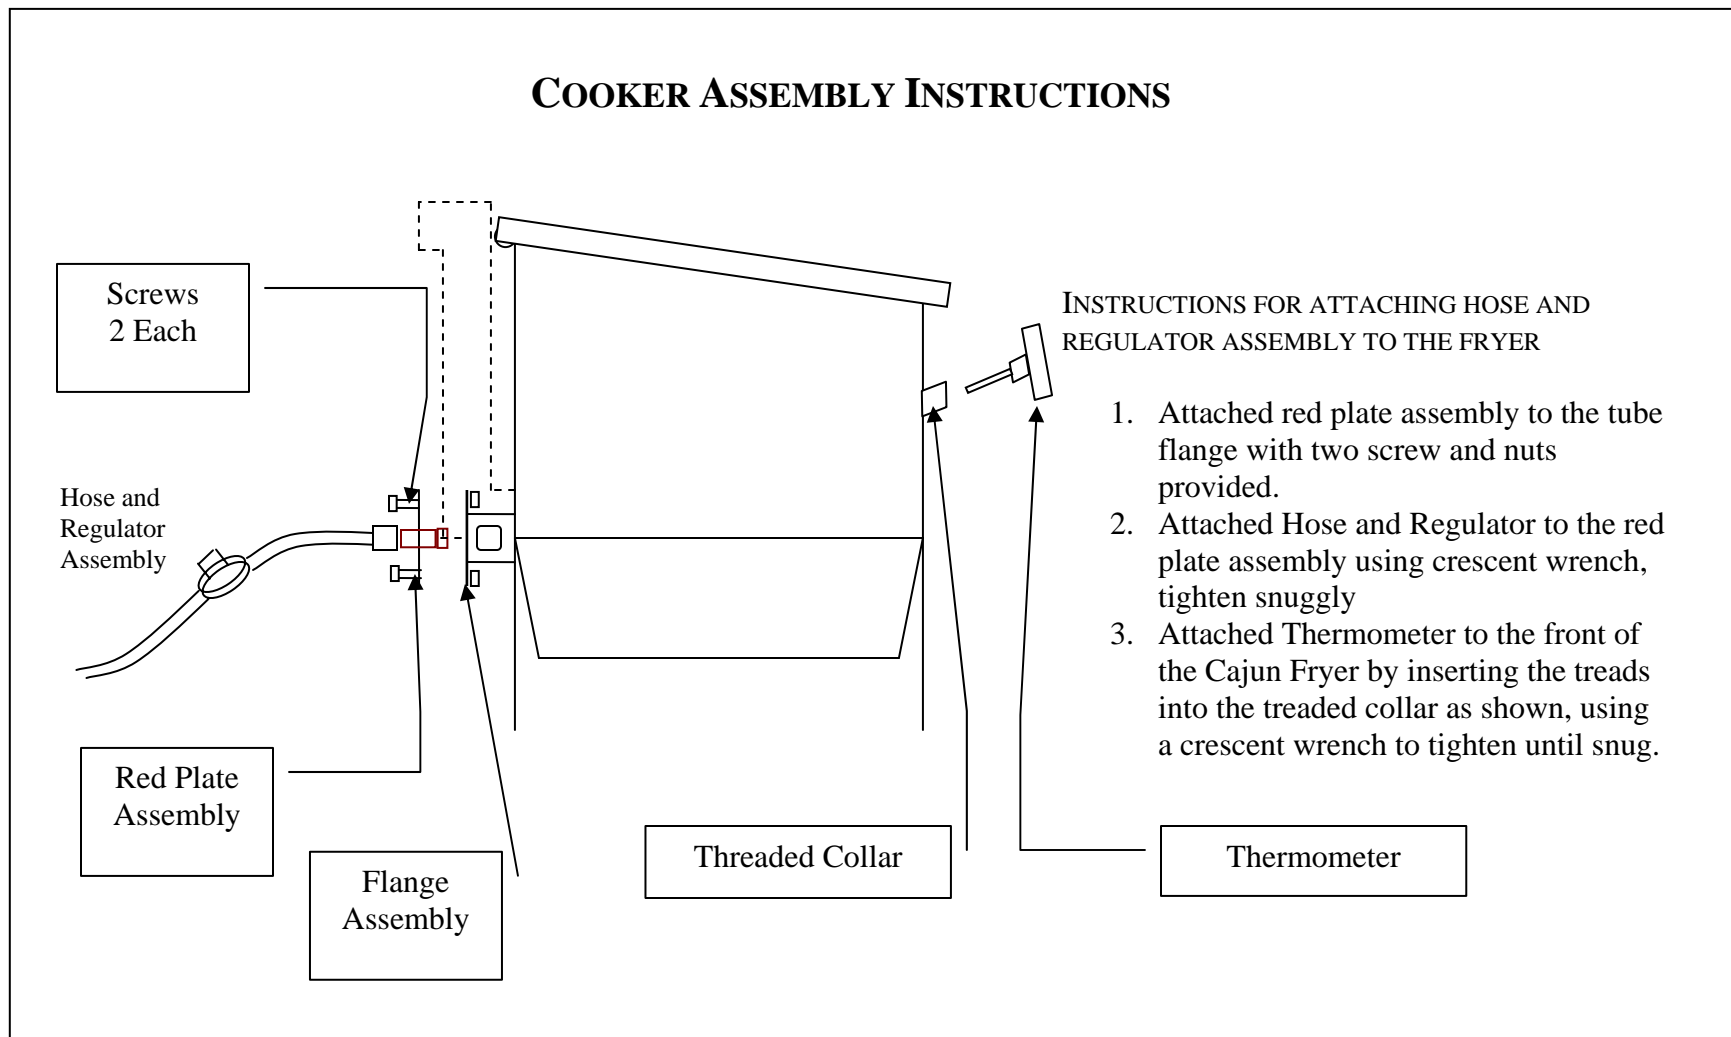 COOKER ASSEMBLY INSTRUCTIONS
Screws
2 Each
Hose and
Regulator
Assembly
Red Plate
Assembly
Flange
Assembly
Threaded Collar
Thermometer
INSTRUCTIONS FOR ATTACHING HOSE AND
REGULATOR ASSEMBLY TO THE FRYER
1. Attached red plate assembly to the tube
flange with two screw and nuts
provided.
2. Attached Hose and Regulator to the red
plate assembly using crescent wrench,
tighten snuggly
3. Attached Thermometer to the front of
the Cajun Fryer by inserting the treads
into the treaded collar as shown, using
a crescent wrench to tighten until snug.